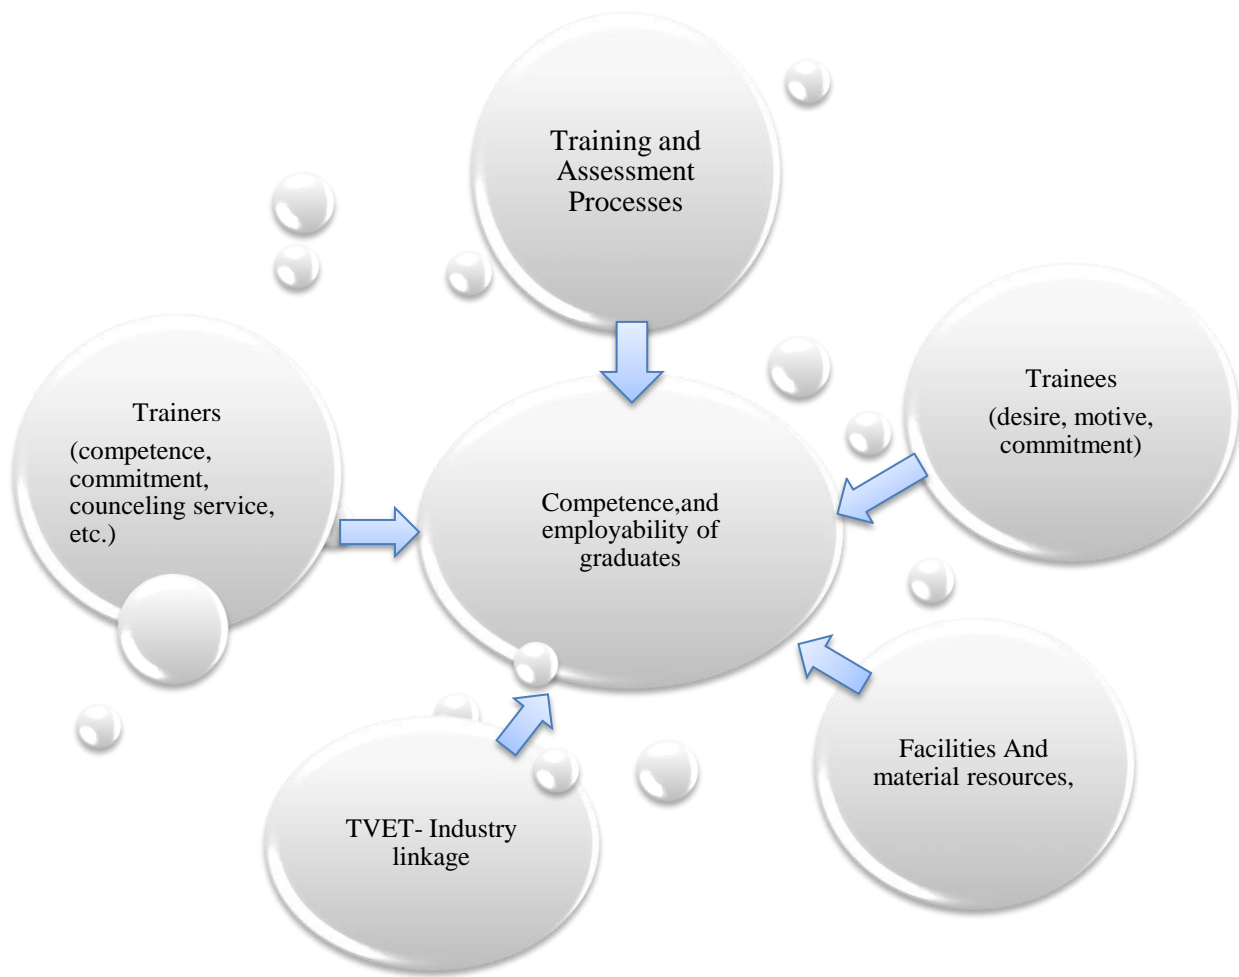 Training and
Assessment
Processes
Trainees
(desire, motive,
commitment)
Trainers
(competence,
commitment,
counceling service,
etc.)
Competence,and
employability of
graduates
Facilities And
material resources,
TVET- Industry
linkage